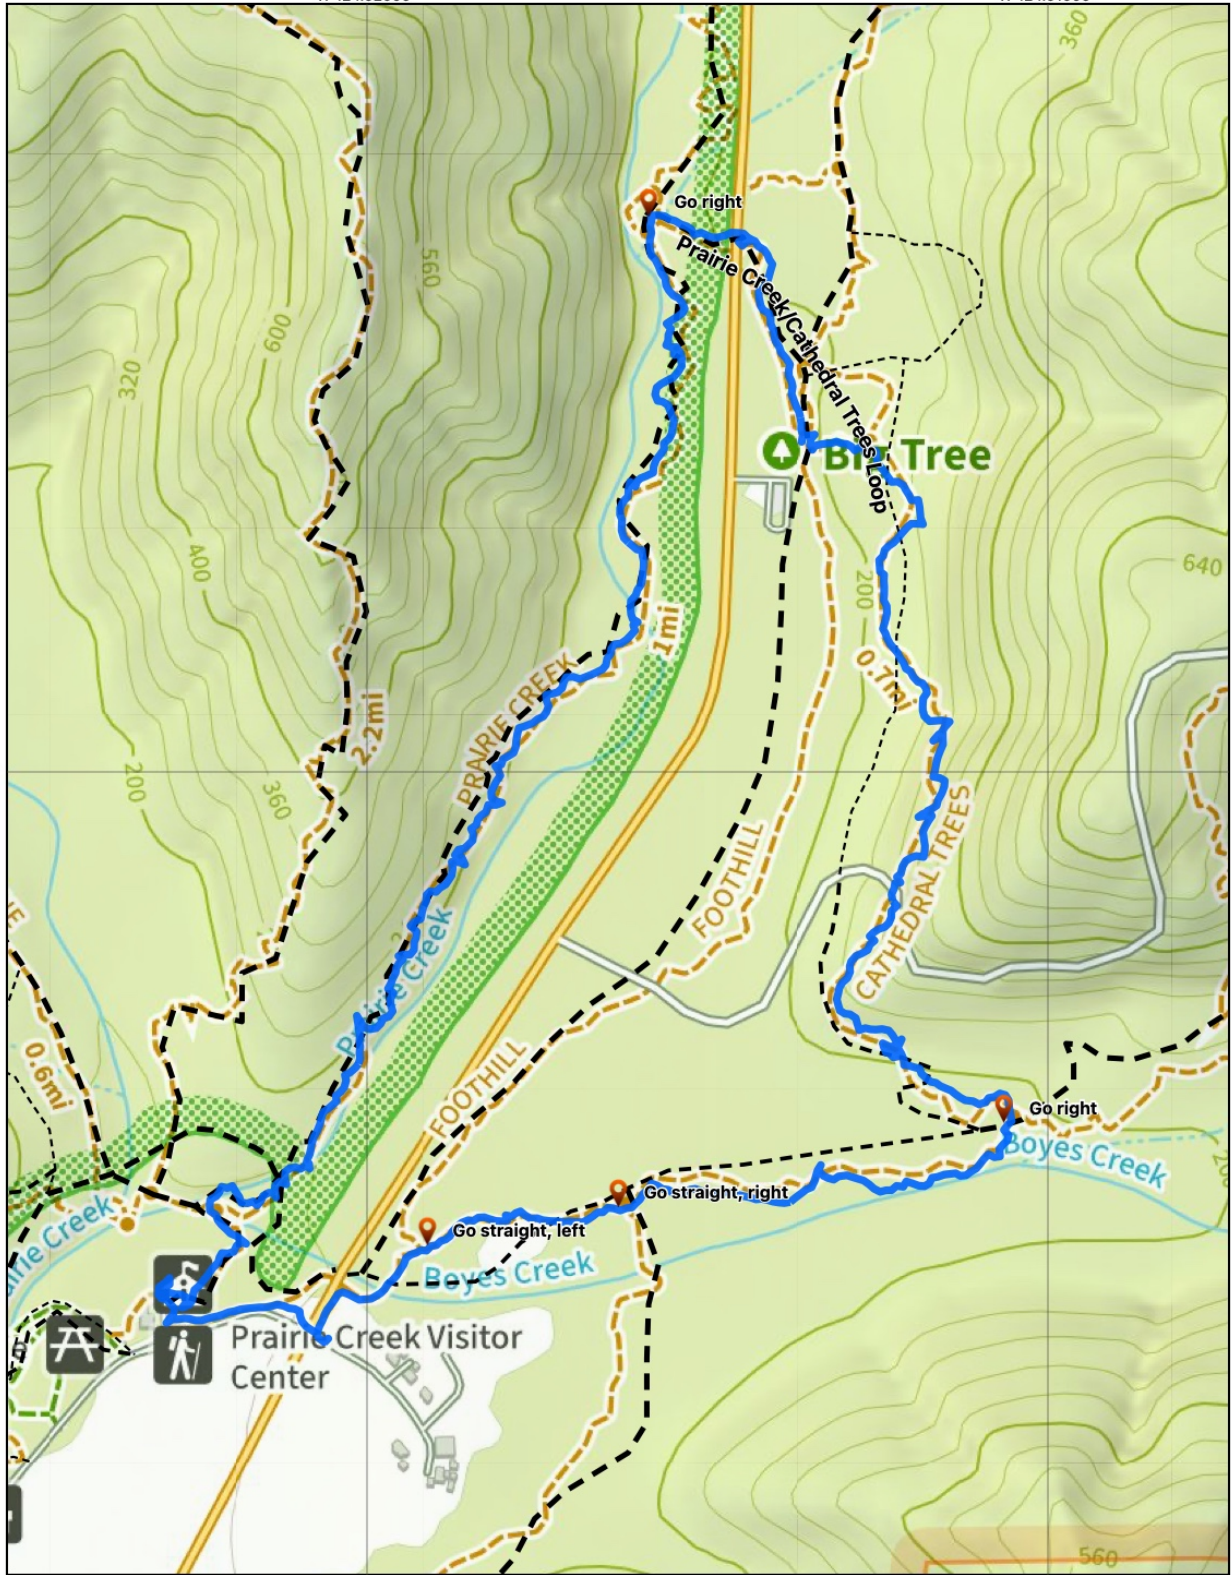 360
Go right
Prairie Creek/Cathedral Trees Loop
560
600
320
Big Tree
640
400
200
1mi
0.7mi
PRAIRIE CREEK
2.2mi
200
360
CATHEDRAL TREES
FOOTHILL
Prairie Creek
0.6mi
FOOTHILL
Go right
Boyes Creek
Go straight, right
Prairie Creek
Go straight, left
Boyes Creek
Prairie Creek Visitor
Center
560